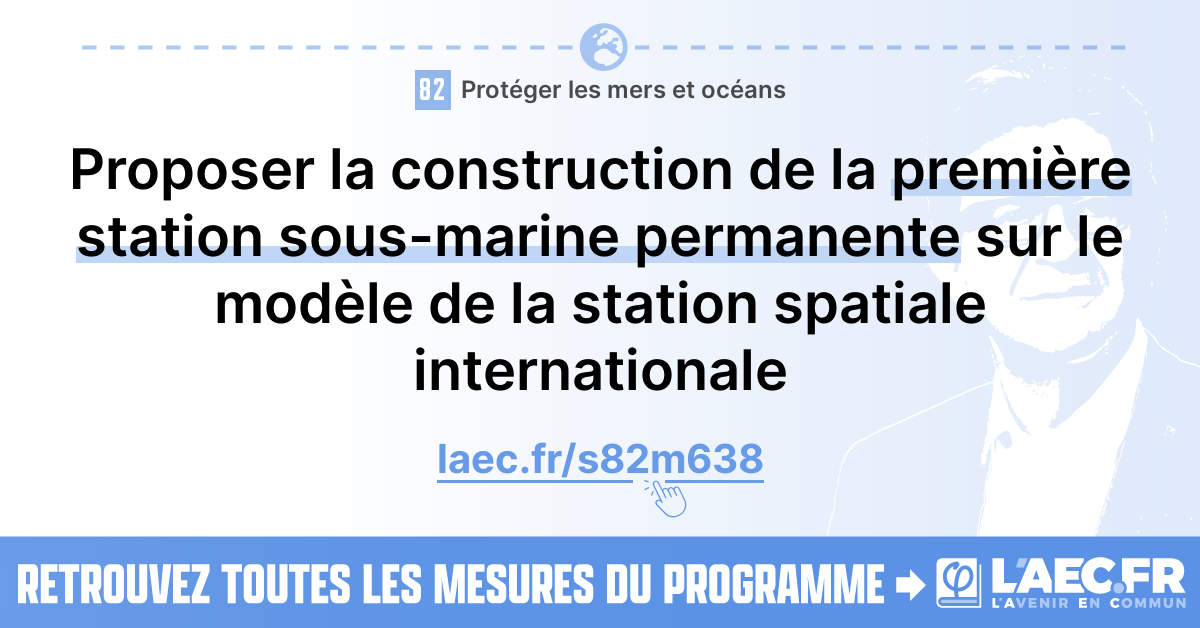 82 Protéger les mers et océans
Proposer la construction de la première
station sous-marine permanente sur le
modèle de la station spatiale
internationale
laec.fr/s82m638
RETROUVEZ TOUTES LES MESURES DU PROGRAMME
φ L'AEC.FR
L'AVENIR EN COMMUN